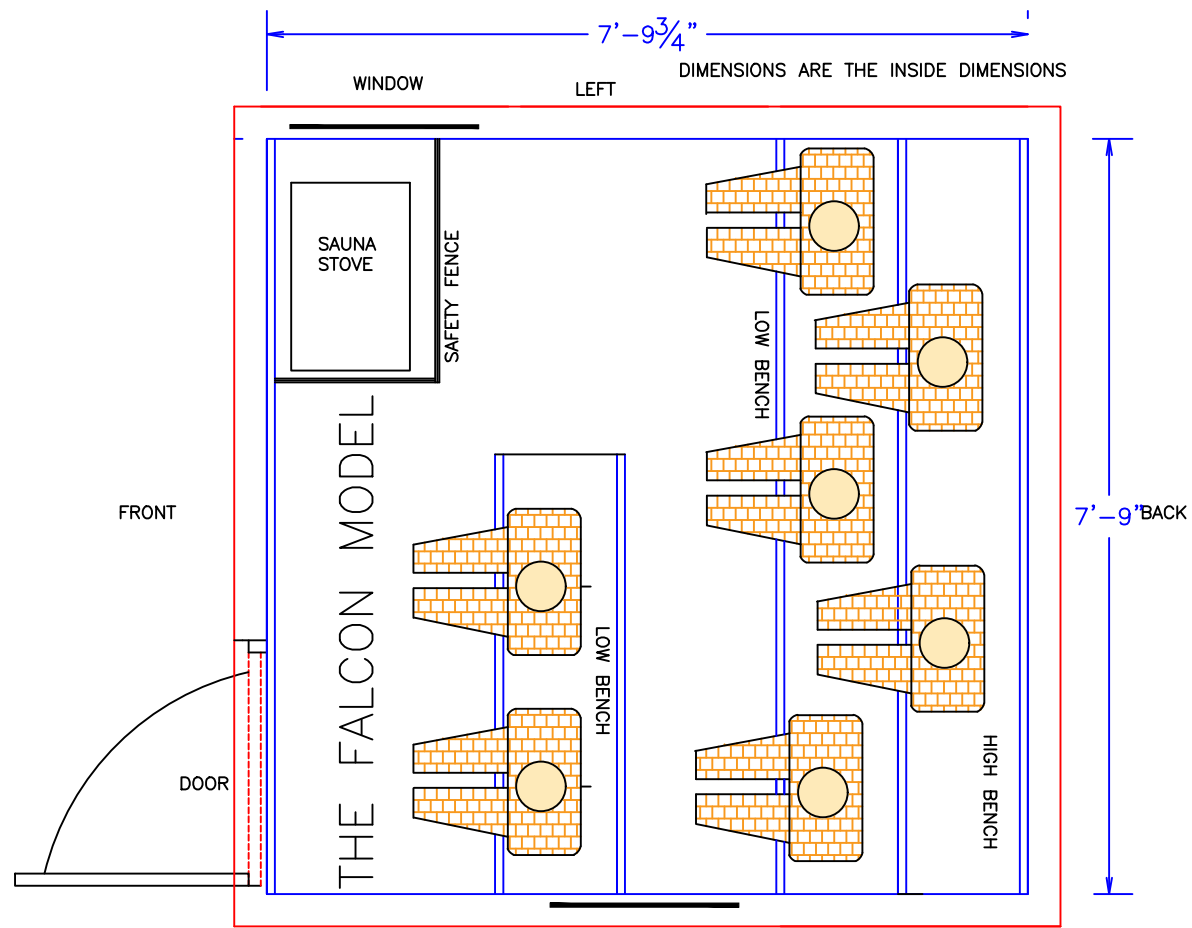 7'-9¾"
DIMENSIONS ARE THE INSIDE DIMENSIONS
WINDOW
LEFT
SAUNA
STOVE
SAFETY FENCE
LOW BENCH
THE FALCON MODEL
FRONT
7'-9"
BACK
LOW BENCH
DOOR
HIGH BENCH